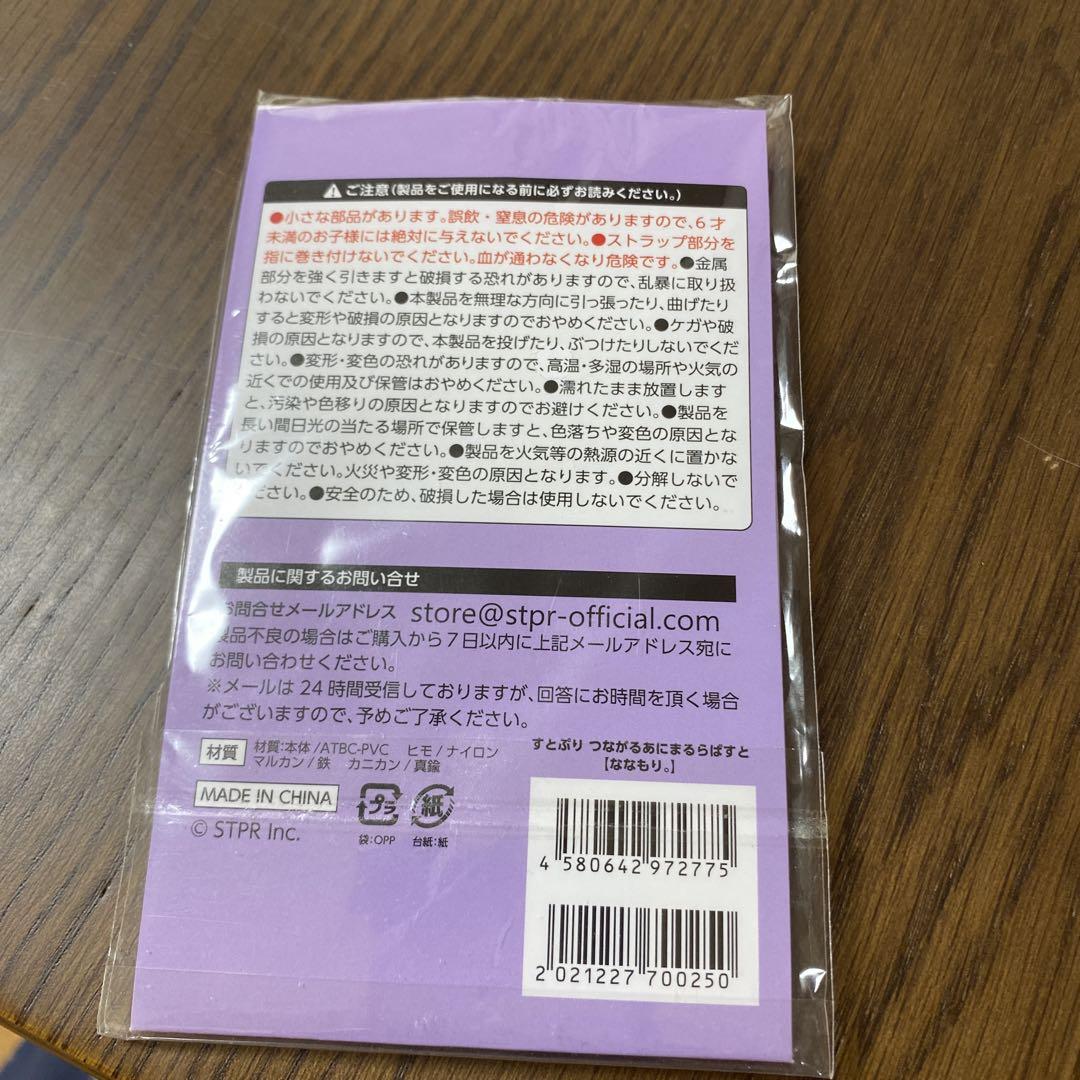 ご注意(製品をご使用になる前に必ずお読みください。)
●小さな部品があります。誤飲・窒息の危険がありますので、6才
未満のお子様には絶対に与えないでください。●ストラップ部分を
指に巻き付けないでください。血が通わなくなり危険です。●金属
部分を強く引きますと破損する恐れがありますので、乱暴に取り扱
わないでください。●本製品を無理な方向に引っ張ったり、曲げたり
すると変形や破損の原因となりますのでおやめください。●ケガや破
損の原因となりますので、本製品を投げたり、ぶつけたりしないでくだ
さい。●変形・変色の恐れがありますので、高温・多湿の場所や火気の
近くでの使用及び保管はおやめください。●濡れたまま放置します
と、汚染や色移りの原因となりますのでお避けください。●製品を
長い間日光の当たる場所で保管しますと、色落ちや変色の原因とな
りますのでおやめください。●製品を火気等の熱源の近くに置かな
いでください。火災や変形・変色の原因となります。●分解しないで
ください。●安全のため、破損した場合は使用しないでください。
製品に関するお問い合せ
お問合せメールアドレス store@stpr-official.com
製品不良の場合はご購入から7日以内に上記メールアドレス宛に
お問い合わせください。
※メールは24時間受信しておりますが、回答にお時間を頂く場合
がございますので、予めご了承ください。
材質 材質:本体/ATBC-PVC ヒモ/ナイロン
マルカン/鉄 カニカン/真鍮
MADE IN CHINA
© STPR Inc.
プラ
袋:OPP
紙
台紙:紙
すとぷり つながるあにまるらばすと
【ななもり。】
4 580642 972775
2 021227 700250